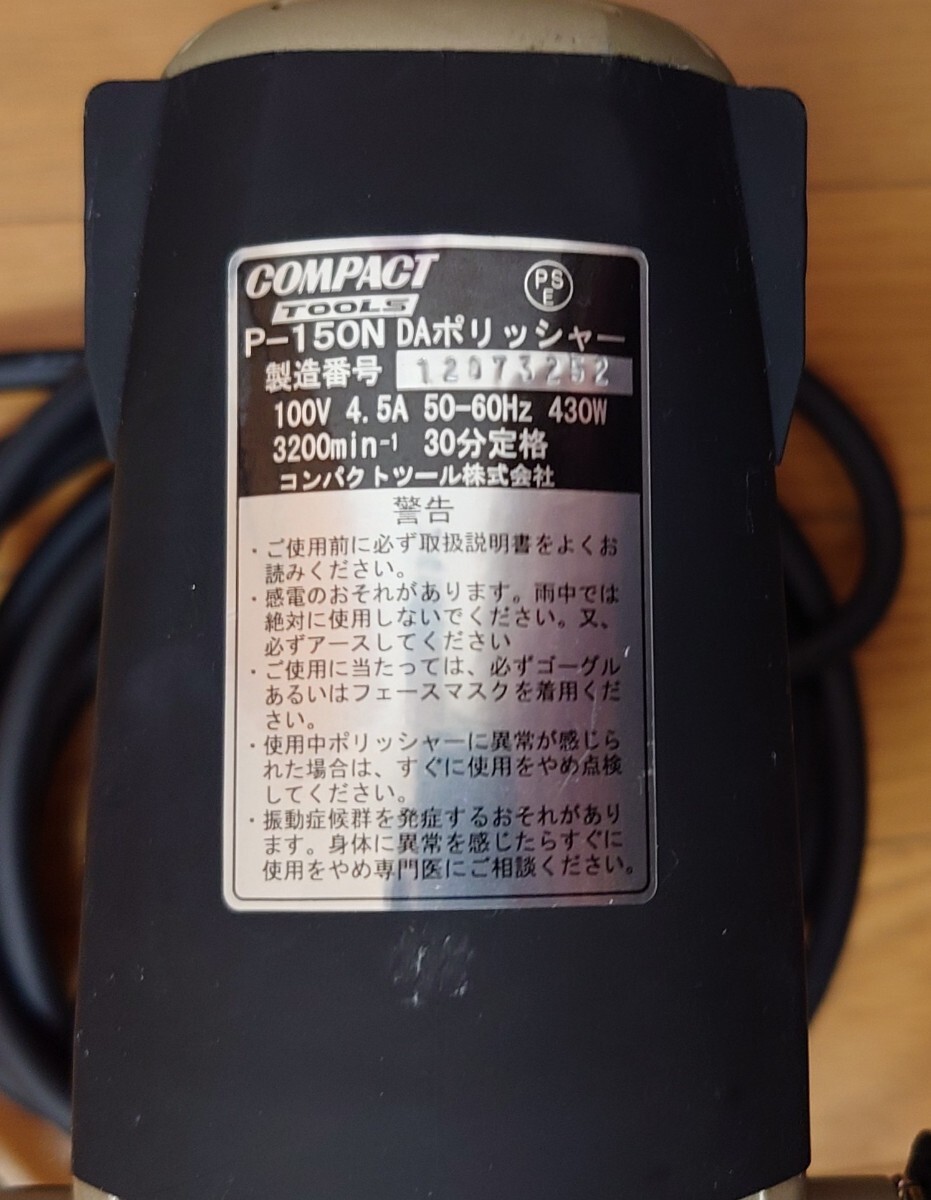 COMPACT
TOOLS
PS
E
P-150N DAポリッシャー
製造番号 12073252
100V 4.5A 50-60Hz 430W
3200min-1 30分定格
コンパクトツール株式会社
警告
・ご使用前に必ず取扱説明書をよくお
読みください。
・感電のおそれがあります。雨中では
絶対に使用しないでください。又、
必ずアースしてください
・ご使用に当たっては、必ずゴーグル
あるいはフェースマスクを着用くだ
さい。
・使用中ポリッシャーに異常が感じら
れた場合は、すぐに使用をやめ点検
してください。
・振動症候群を発症するおそれがあり
ます。身体に異常を感じたらすぐに
使用をやめ専門医にご相談ください。